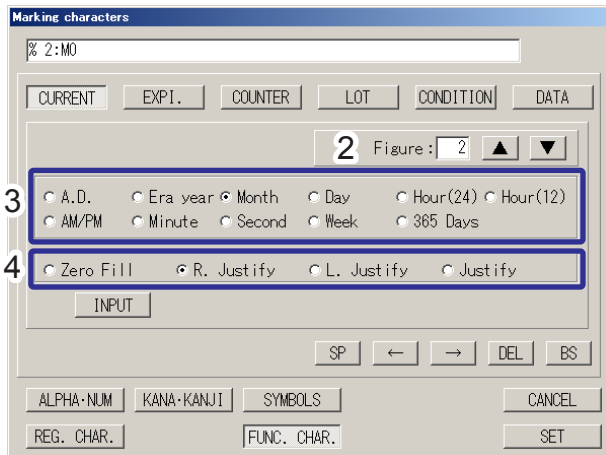 Marking characters
% 2:MO
CURRENT EXPI. COUNTER LOT CONDITION DATA
2 Figure: 2 ▲ ▼
3
A.D. Era year Month Day Hour(24) Hour(12)
AM/PM Minute Second Week 365 Days
4 Zero Fill R. Justify L. Justify Justify
INPUT
SP ← → DEL BS
ALPHA·NUM KANA·KANJI SYMBOLS CANCEL
REG. CHAR. FUNC. CHAR. SET